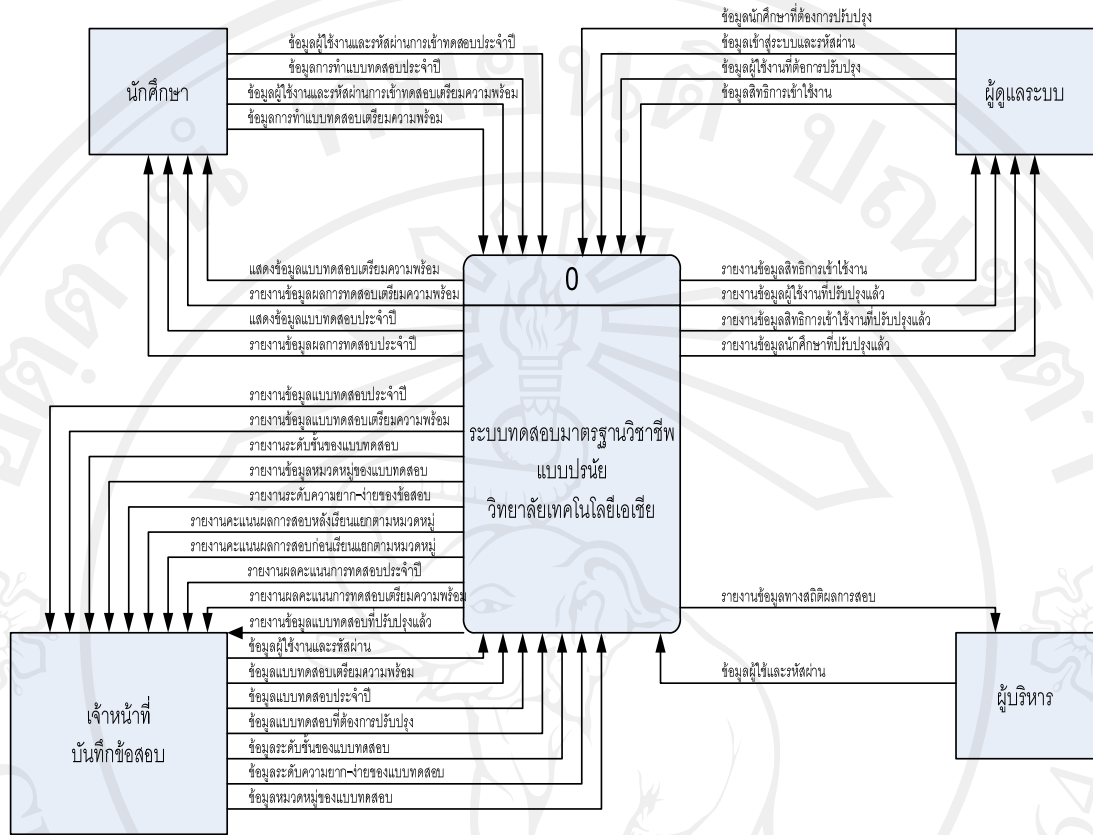 นักศึกษา
ข้อมูลผู้ใช้งานและรหัสผ่านการเข้าทดสอบประจำปี
ข้อมูลการทำแบบทดสอบประจำปี
ข้อมูลผู้ใช้งานและรหัสผ่านการเข้าทดสอบเตรียมความพร้อม
ข้อมูลการทำแบบทดสอบเตรียมความพร้อม
ข้อมูลนักศึกษาที่ต้องการปรับปรุง
ข้อมูลเข้าสู่ระบบและรหัสผ่าน
ข้อมูลผู้ใช้งานที่ต้อการปรับปรุง
ข้อมูลสิทธิการเข้าใช้งาน
ผู้ดูแลระบบ
แสดงข้อมูลแบบทดสอบเตรียมความพร้อม
รายงานข้อมูลผลการทดสอบเตรียมความพร้อม
แสดงข้อมูลแบบทดสอบประจำปี
รายงานข้อมูลผลการทดสอบประจำปี
0
ระบบทดสอบมาตรฐานวิชาชีพ
แบบปรนัย
วิทยาลัยเทคโนโลยีเอเชีย
รายงานข้อมูลสิทธิการเข้าใช้งาน
รายงานข้อมูลผู้ใช้งานที่ปรับปรุงแล้ว
รายงานข้อมูลสิทธิการเข้าใช้งานที่ปรับปรุงแล้ว
รายงานข้อมูลนักศึกษาที่ปรับปรุงแล้ว
รายงานข้อมูลแบบทดสอบประจำปี
รายงานข้อมูลแบบทดสอบเตรียมความพร้อม
รายงานระดับชั้นของแบบทดสอบ
รายงานข้อมูลหมวดหมู่ของแบบทดสอบ
รายงานระดับความยาก-ง่ายของข้อสอบ
รายงานคะแนนผลการสอบหลังเรียนแยกตามหมวดหมู่
รายงานคะแนนผลการสอบก่อนเรียนแยกตามหมวดหมู่
รายงานผลคะแนนการทดสอบประจำปี
รายงานผลคะแนนการทดสอบเตรียมความพร้อม
รายงานข้อมูลแบบทดสอบที่ปรับปรุงแล้ว
ข้อมูลผู้ใช้งานและรหัสผ่าน
ข้อมูลแบบทดสอบเตรียมความพร้อม
ข้อมูลแบบทดสอบประจำปี
ข้อมูลแบบทดสอบที่ต้องการปรับปรุง
ข้อมูลระดับชั้นของแบบทดสอบ
ข้อมูลระดับความยาก-ง่ายของแบบทดสอบ
ข้อมูลหมวดหมู่ของแบบทดสอบ
เจ้าหน้าที่
บันทึกข้อสอบ
รายงานข้อมูลทางสถิติผลการสอบ
ข้อมูลผู้ใช้และรหัสผ่าน
ผู้บริหาร